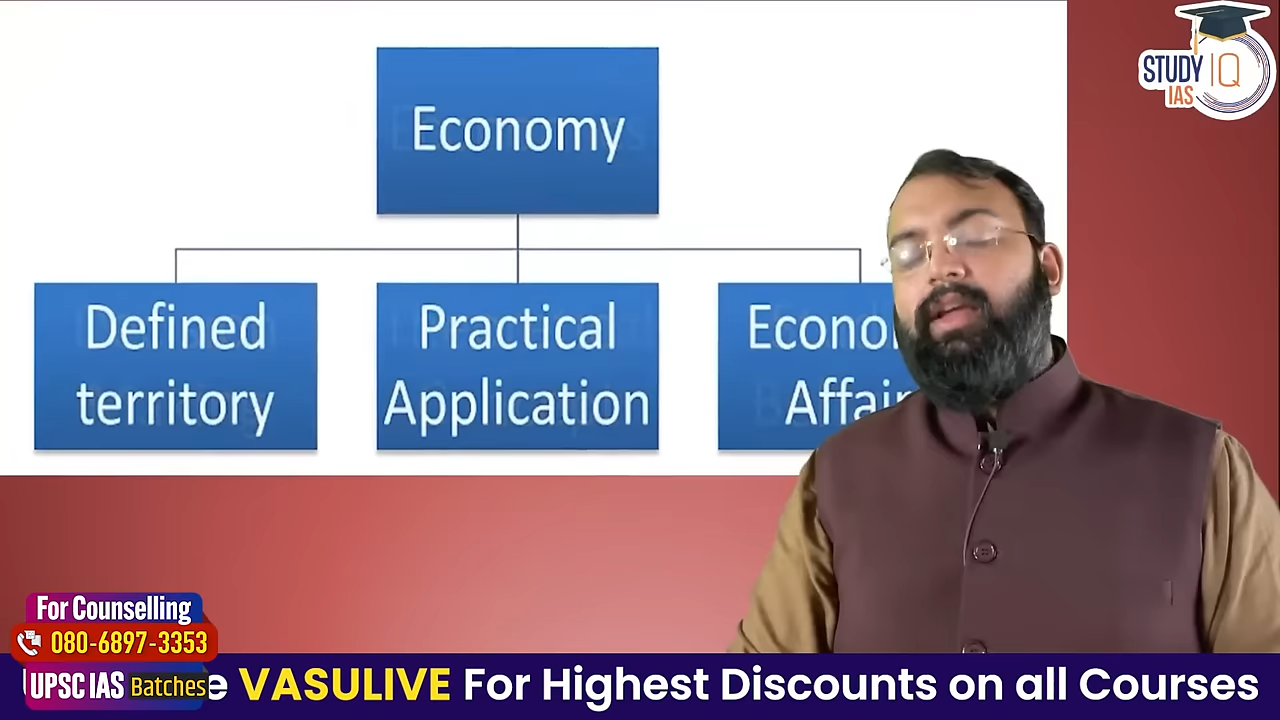 Economy
Defined
territory
Practical
Application
Affair
STUDY IQ
IAS
For Counselling
080-6897-3353
UPSC IAS Batches
VASULIVE For Highest Discounts on all Courses